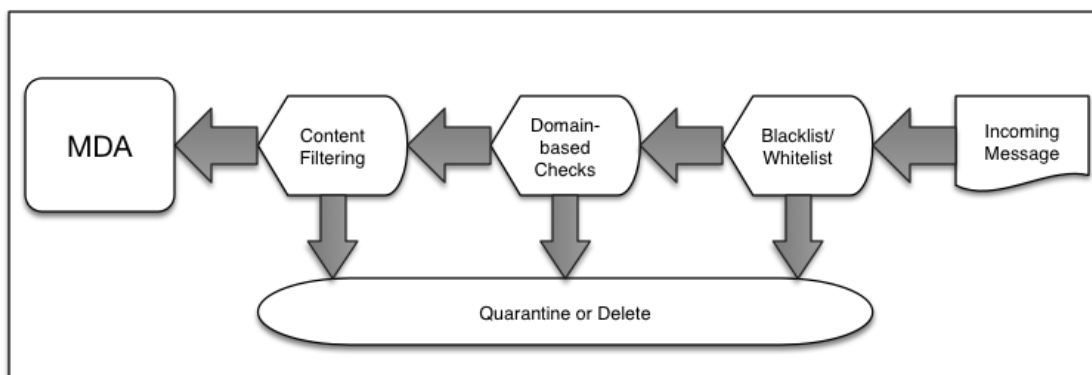 MDA
Content
Filtering
Domain-
based
Checks
Blacklist/
Whitelist
Incoming
Message
Quarantine or Delete